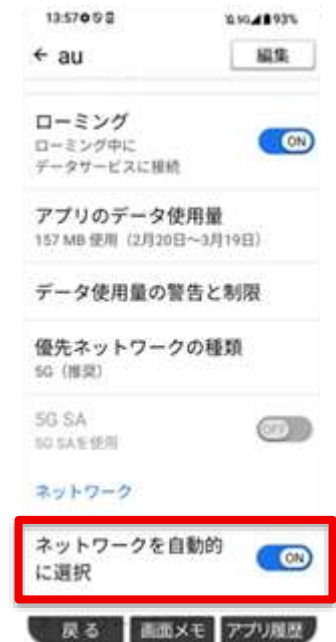 13:57
5G 93%
← au
編集
ローミング
ローミング中に
データサービスに接続
ON
アプリのデータ使用量
157 MB 使用（2月20日～3月19日）
データ使用量の警告と制限
優先ネットワークの種類
5G（推奨）
5G SA
5G SAを使用
OFF
ネットワーク
ネットワークを自動的
に選択
ON
戻る 画面メモ アプリ履歴